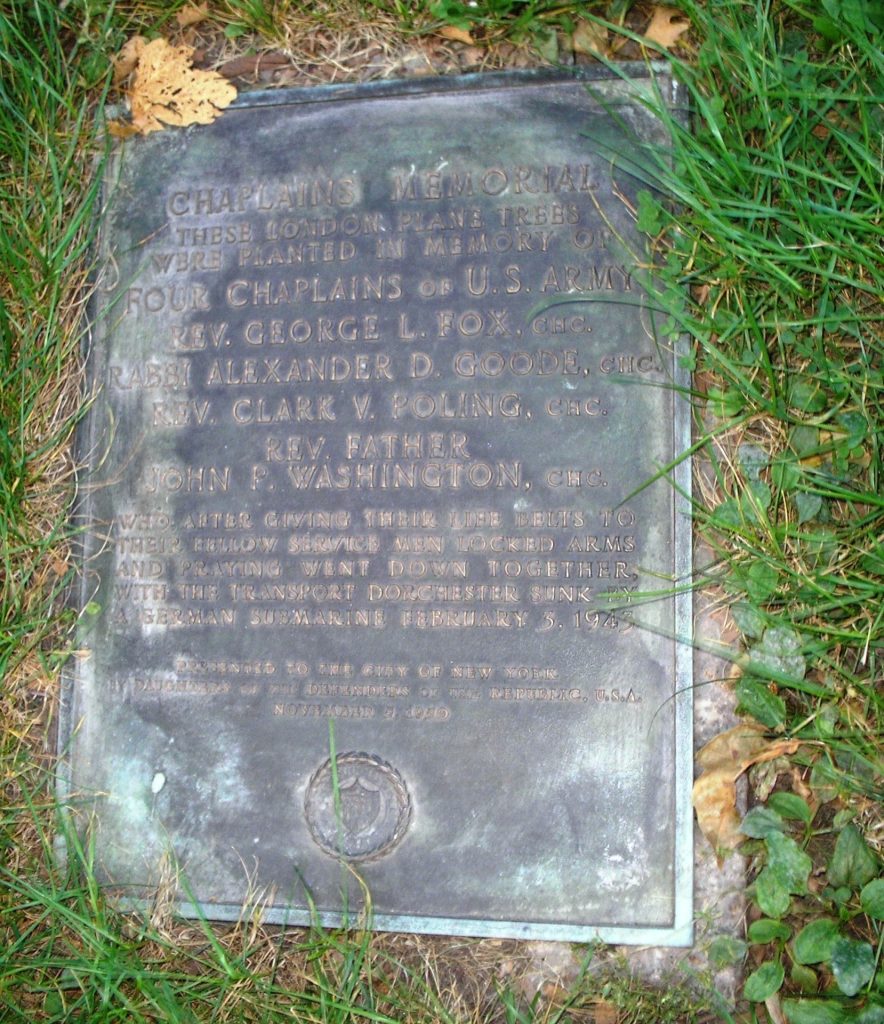 CHAPLAINS MEMORIAL
THESE LONDON PLANE TREES
WERE PLANTED IN MEMORY OF
FOUR CHAPLAINS OF U.S. ARMY
REV. GEORGE L. FOX, CHC.
RABBI ALEXANDER D. GOODE, CHC.
REV. CLARK V. POLING, CHC.
REV. FATHER
JOHN P. WASHINGTON, CHC.
WHO AFTER GIVING THEIR LIFE BELTS TO
THEIR FELLOW SERVICE MEN LOCKED ARMS
AND PRAYING WENT DOWN TOGETHER,
WITH THE TRANSPORT DORCHESTER SUNK BY
A GERMAN SUBMARINE FEBRUARY 3, 1943
PRESENTED TO THE CITY OF NEW YORK
BY DAUGHTERS OF THE DEFENDERS OF THE REPUBLIC, U.S.A.
NOVEMBER 1950